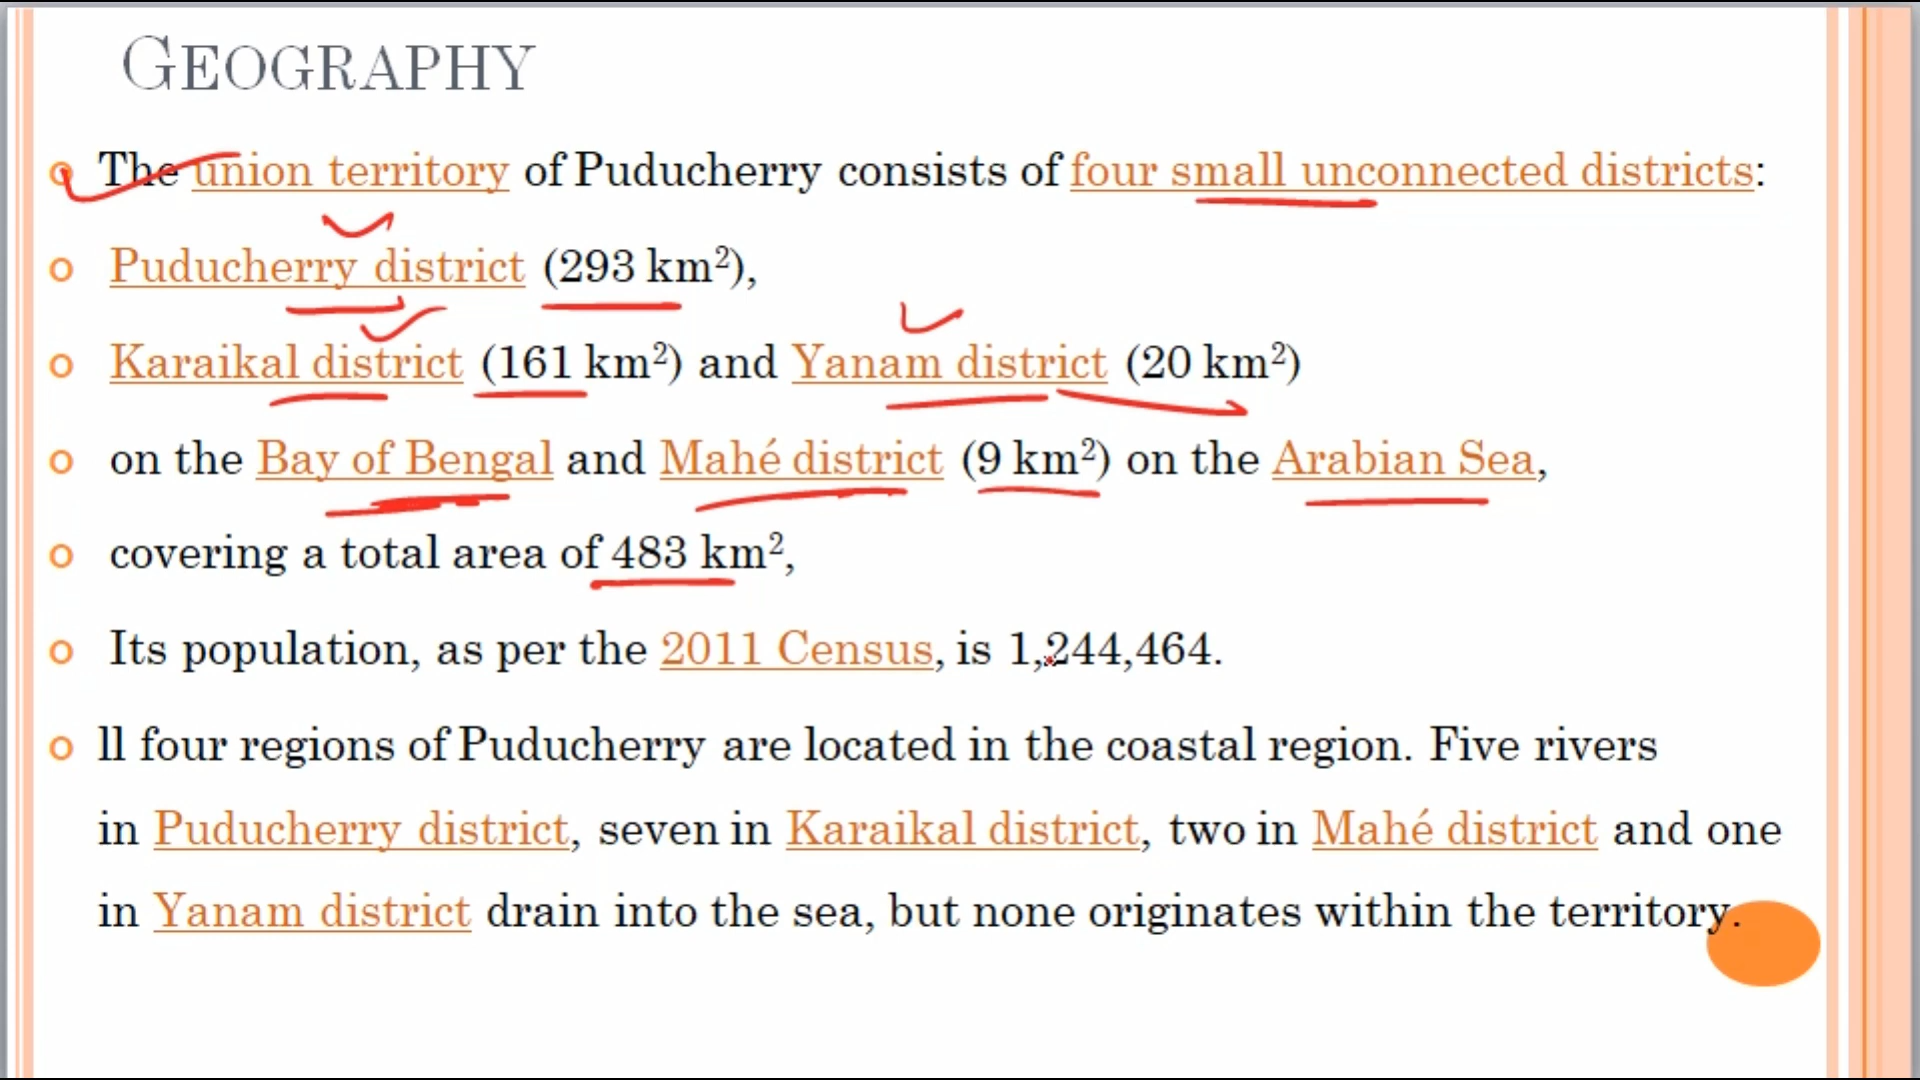 GEOGRAPHY
The union territory of Puducherry consists of four small unconnected districts:
Puducherry district (293 km²),
Karaikal district (161 km²) and Yanam district (20 km²)
on the Bay of Bengal and Mahé district (9 km²) on the Arabian Sea,
covering a total area of 483 km²,
Its population, as per the 2011 Census, is 1,244,464.
ll four regions of Puducherry are located in the coastal region. Five rivers
in Puducherry district, seven in Karaikal district, two in Mahé district and one
in Yanam district drain into the sea, but none originates within the territory.